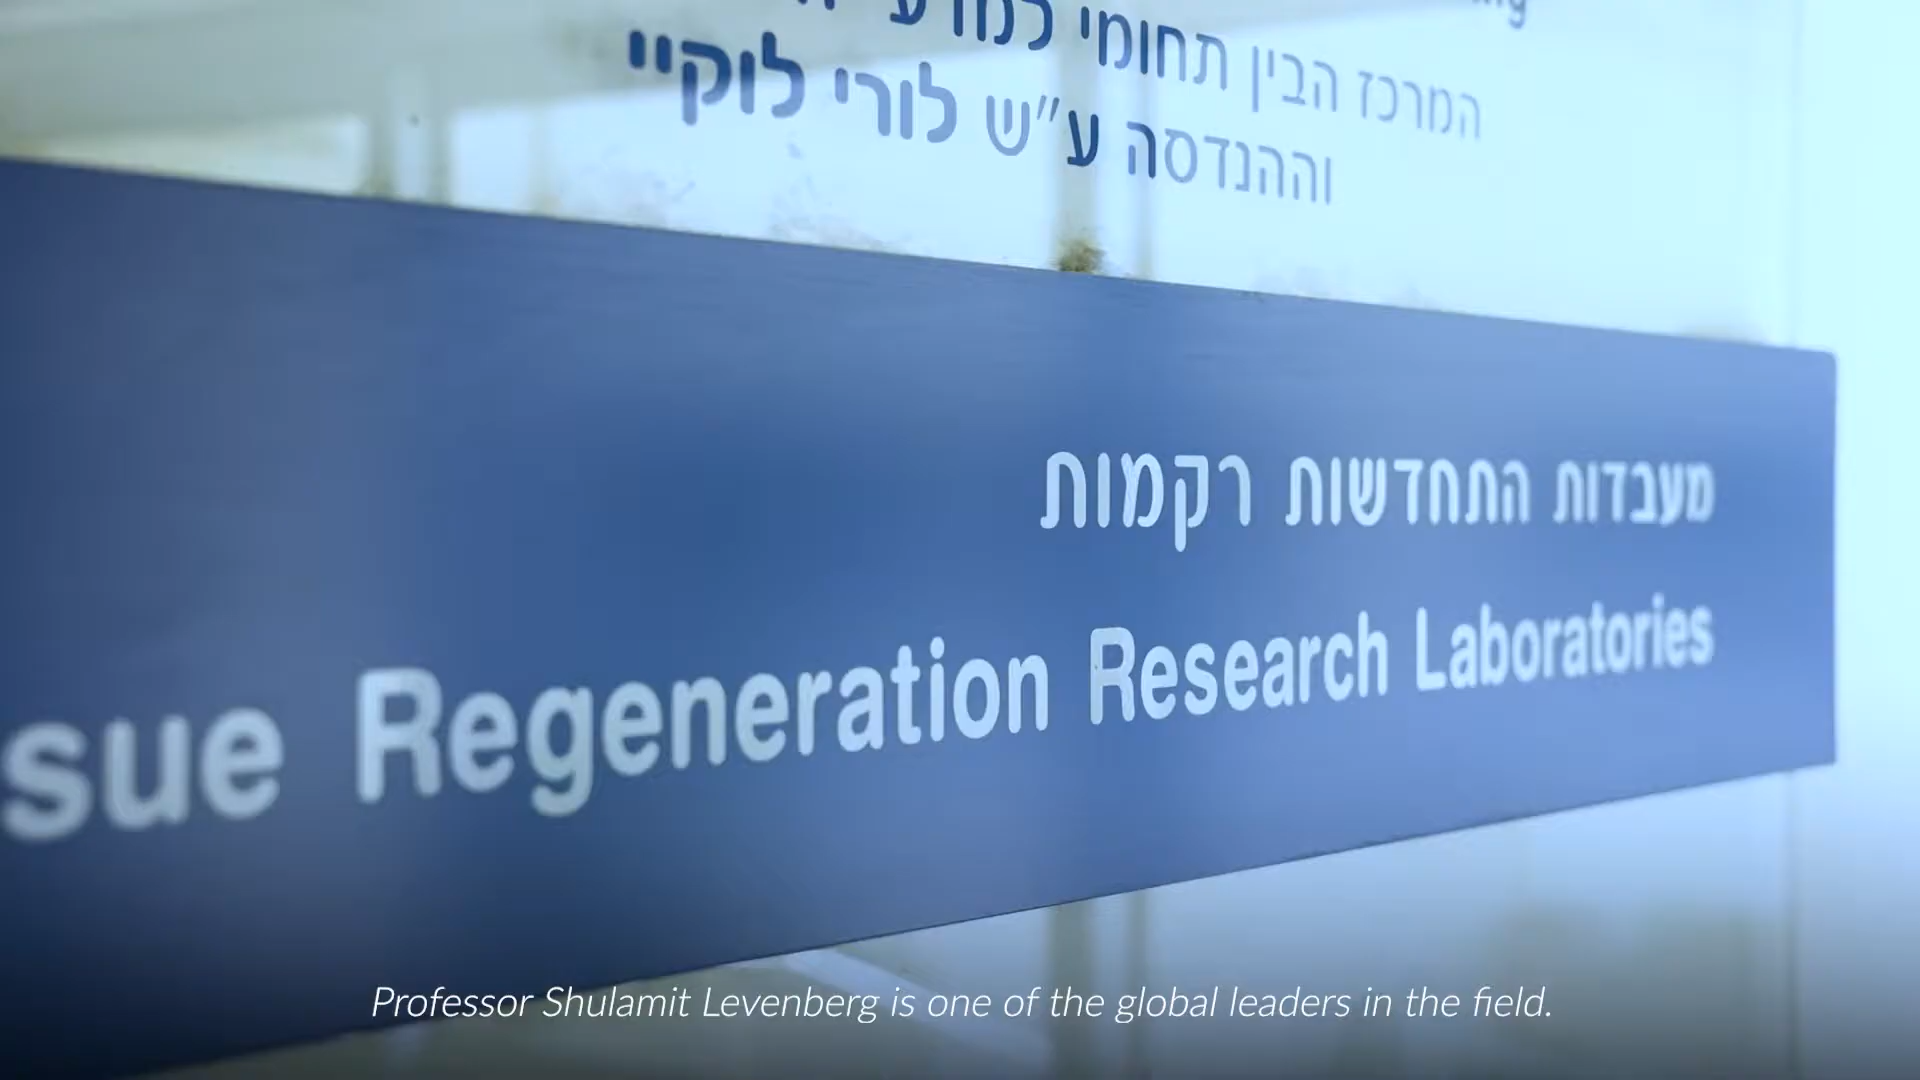 המרכז הבין תחומי למדעי
וההנדסה ע״ש לורי לוקיי
מעבדות התחדשות רקמות
sue Regeneration Research Laboratories
Professor Shulamit Levenberg is one of the global leaders in the field.